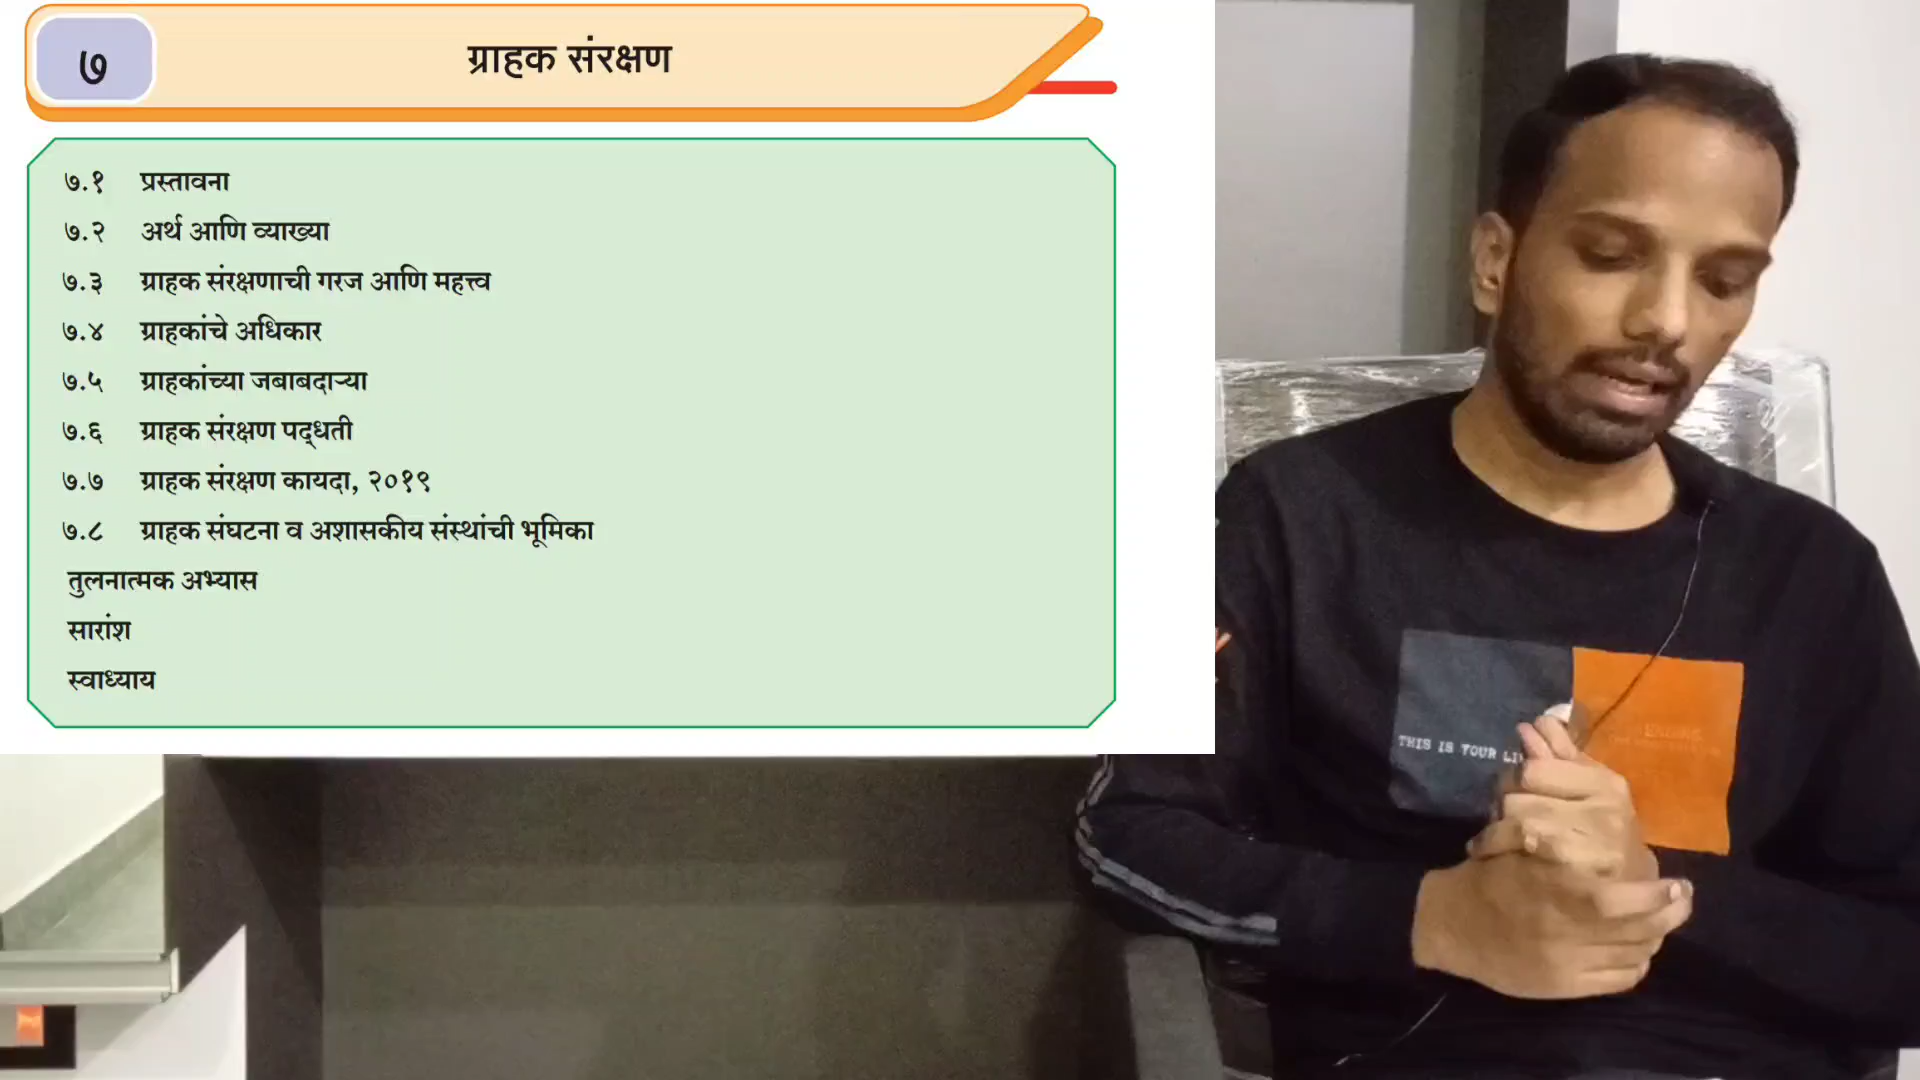 ७
ग्राहक संरक्षण
७.१ प्रस्तावना
७.२ अर्थ आणि व्याख्या
७.३ ग्राहक संरक्षणाची गरज आणि महत्त्व
७.४ ग्राहकांचे अधिकार
७.५ ग्राहकांच्या जबाबदाऱ्या
७.६ ग्राहक संरक्षण पद्धती
७.७ ग्राहक संरक्षण कायदा, २०१९
७.८ ग्राहक संघटना व अशासकीय संस्थांची भूमिका
तुलनात्मक अभ्यास
सारांश
स्वाध्याय
THIS IS YOUR